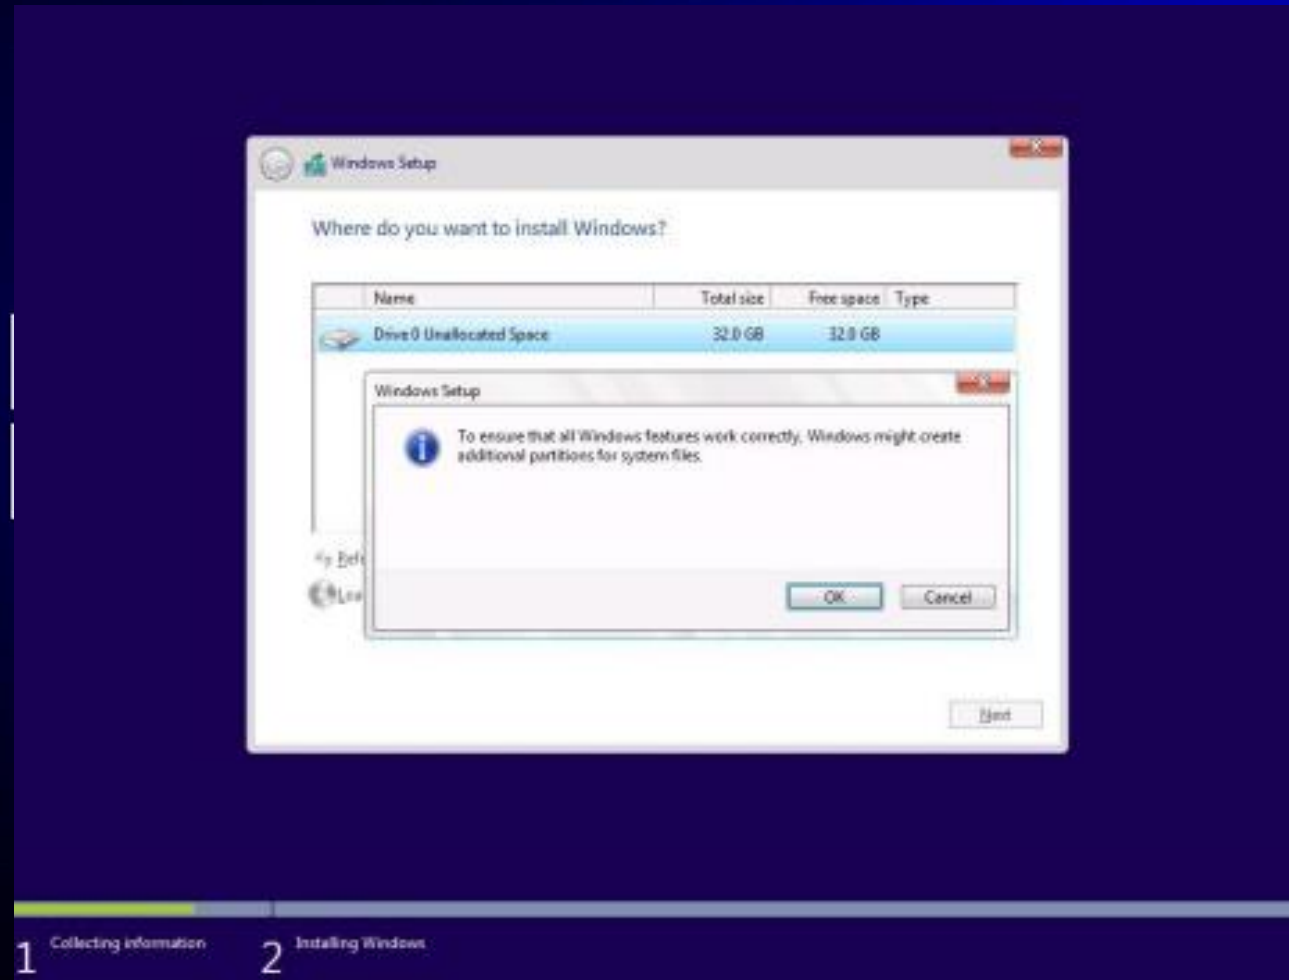 Windows Setup
Where do you want to install Windows?
Name Total size Free space Type
Drive 0 Unallocated Space 32.0 GB 32.0 GB
Windows Setup
To ensure that all Windows features work correctly, Windows might create
additional partitions for system files.
OK Cancel
Next
1 Collecting information 2 Installing Windows